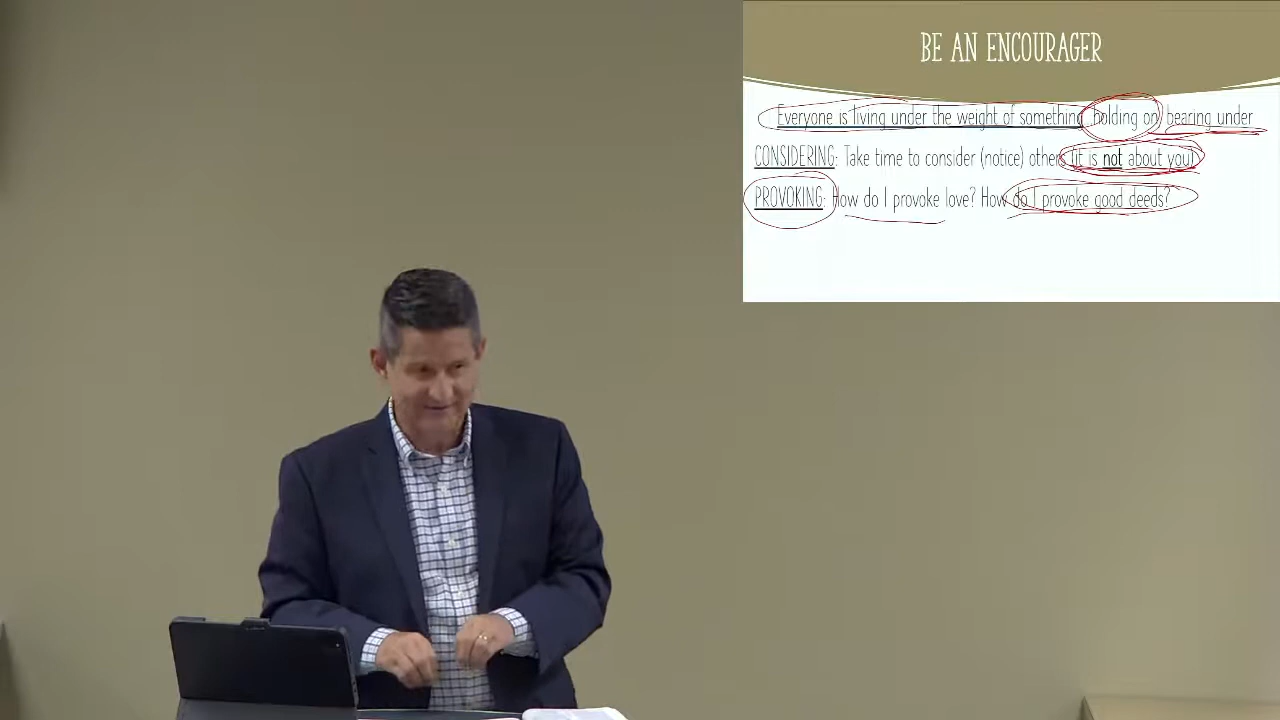 BE AN ENCOURAGER
Everyone is living under the weight of something holding on bearing under
CONSIDERING: Take time to consider (notice) others (it is not about you)
PROVOKING: How do I provoke love? How do I provoke good deeds?